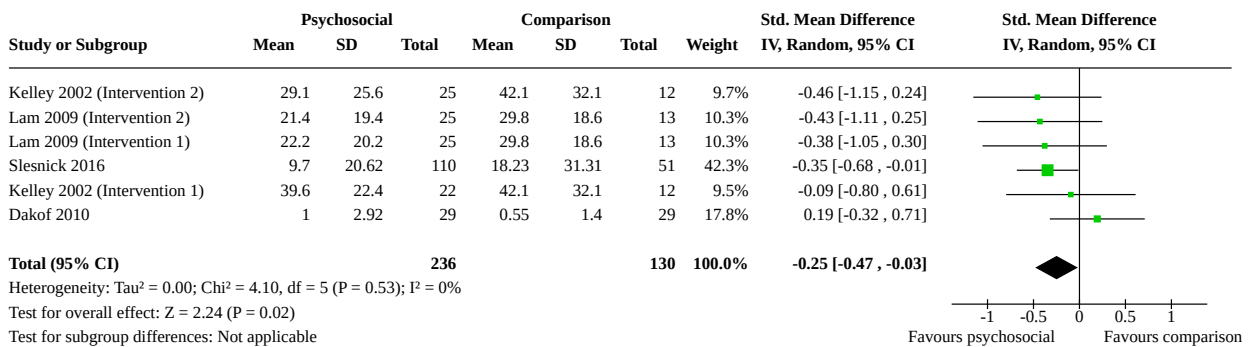 Psychosocial Comparison Std. Mean Difference Std. Mean Difference
Study or Subgroup Mean SD Total Mean SD Total Weight IV, Random, 95% CI IV, Random, 95% CI
Kelley 2002 (Intervention 2) 29.1 25.6 25 42.1 32.1 12 9.7% -0.46 [-1.15 , 0.24]
Lam 2009 (Intervention 2) 21.4 19.4 25 29.8 18.6 13 10.3% -0.43 [-1.11 , 0.25]
Lam 2009 (Intervention 1) 22.2 20.2 25 29.8 18.6 13 10.3% -0.38 [-1.05 , 0.30]
Slesnick 2016 9.7 20.62 110 18.23 31.31 51 42.3% -0.35 [-0.68 , -0.01]
Kelley 2002 (Intervention 1) 39.6 22.4 22 42.1 32.1 12 9.5% -0.09 [-0.80 , 0.61]
Dakof 2010 1 2.92 29 0.55 1.4 29 17.8% 0.19 [-0.32 , 0.71]
Total (95% CI) 236 130 100.0% -0.25 [-0.47 , -0.03]
Heterogeneity: Tau² = 0.00; Chi² = 4.10, df = 5 (P = 0.53); I² = 0%
Test for overall effect: Z = 2.24 (P = 0.02)
-1 -0.5 0 0.5 1
Test for subgroup differences: Not applicable Favours psychosocial Favours comparison